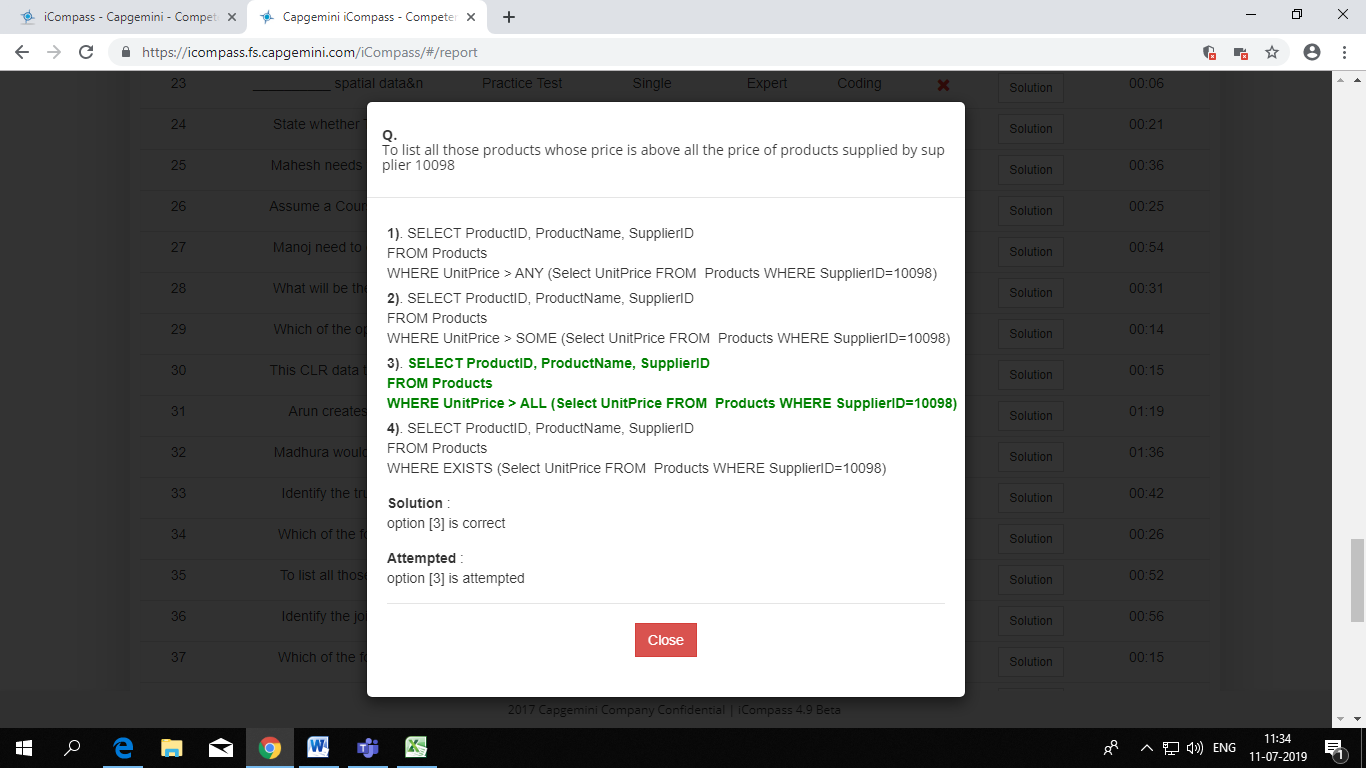 iCompass - Capgemini - Compet
Capgemini iCompass - Competen
https://icompass.fs.capgemini.com/iCompass/#/report
23 __________ spatial data&n Practice Test Single Expert Coding Solution 00:06
24 State whether Solution 00:21
25 Mahesh needs Solution 00:36
26 Assume a Cour Solution 00:25
27 Manoj need to Solution 00:54
28 What will be the Solution 00:31
29 Which of the op Solution 00:14
30 This CLR data t Solution 00:15
31 Arun creates Solution 01:19
32 Madhura would Solution 01:36
33 Identify the tru Solution 00:42
34 Which of the fo Solution 00:26
35 To list all those Solution 00:52
36 Identify the joi Solution 00:56
37 Which of the fo Solution 00:15
Q.
To list all those products whose price is above all the price of products supplied by sup
plier 10098
1). SELECT ProductID, ProductName, SupplierID
FROM Products
WHERE UnitPrice > ANY (Select UnitPrice FROM  Products WHERE SupplierID=10098)
2). SELECT ProductID, ProductName, SupplierID
FROM Products
WHERE UnitPrice > SOME (Select UnitPrice FROM  Products WHERE SupplierID=10098)
3). SELECT ProductID, ProductName, SupplierID
FROM Products
WHERE UnitPrice > ALL (Select UnitPrice FROM  Products WHERE SupplierID=10098)
4). SELECT ProductID, ProductName, SupplierID
FROM Products
WHERE EXISTS (Select UnitPrice FROM  Products WHERE SupplierID=10098)
Solution :
option [3] is correct
Attempted :
option [3] is attempted
Close
2017 Capgemini Company Confidential | iCompass 4.9 Beta
ENG
11:34
11-07-2019
1